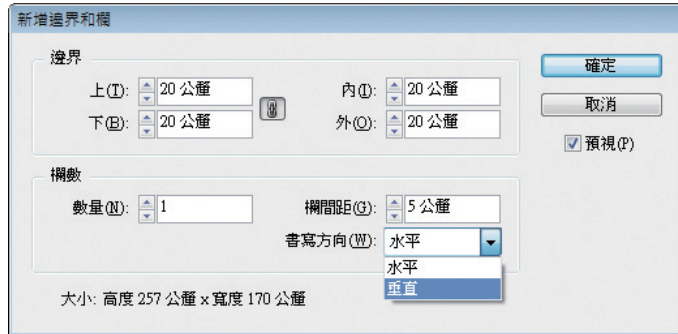 新增邊界和欄
邊界
上(T): 20 公釐
內(I): 20 公釐
下(B): 20 公釐
外(O): 20 公釐
確定
取消
預視(P)
欄數
數量(N): 1
欄間距(G): 5 公釐
書寫方向(W): 水平
水平
垂直
大小: 高度 257 公釐 x 寬度 170 公釐